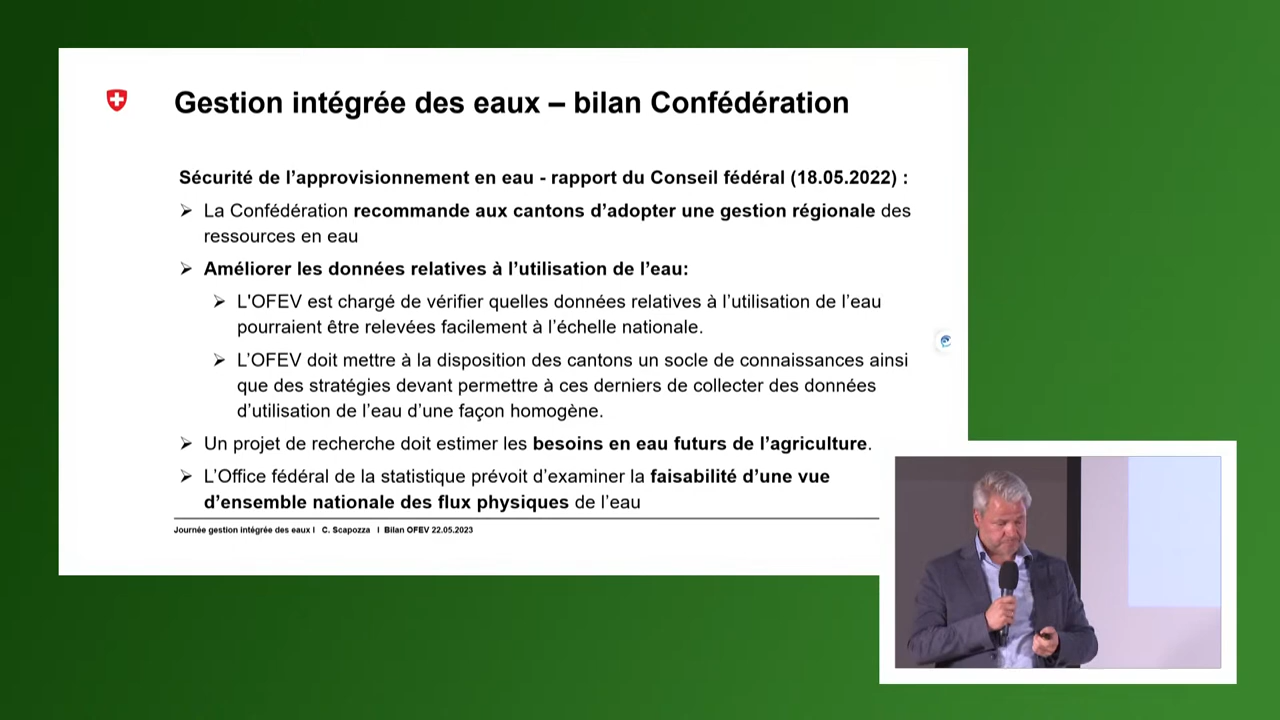 Gestion intégrée des eaux – bilan Confédération
Sécurité de l’approvisionnement en eau - rapport du Conseil fédéral (18.05.2022) :
➢ La Confédération recommande aux cantons d’adopter une gestion régionale des
ressources en eau
➢ Améliorer les données relatives à l’utilisation de l’eau:
➢ L'OFEV est chargé de vérifier quelles données relatives à l’utilisation de l’eau
pourraient être relevées facilement à l’échelle nationale.
➢ L’OFEV doit mettre à la disposition des cantons un socle de connaissances ainsi
que des stratégies devant permettre à ces derniers de collecter des données
d’utilisation de l’eau d’une façon homogène.
➢ Un projet de recherche doit estimer les besoins en eau futurs de l’agriculture.
➢ L’Office fédéral de la statistique prévoit d’examiner la faisabilité d’une vue
d’ensemble nationale des flux physiques de l’eau
Journée gestion intégrée des eaux I C. Scapozza I Bilan OFEV 22.05.2023